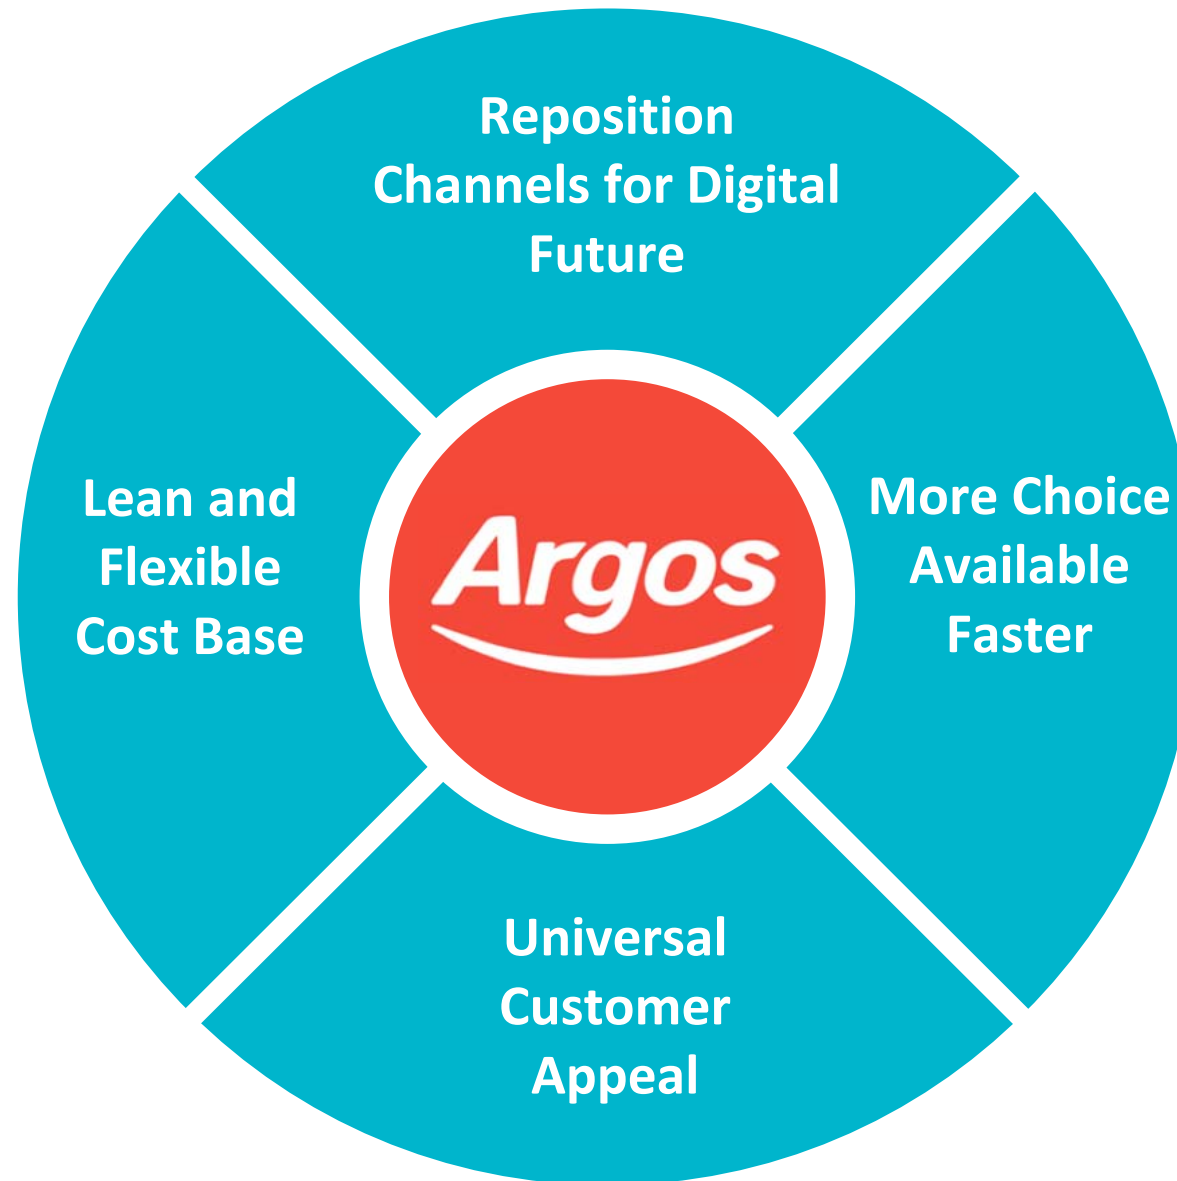 Reposition
Channels for Digital
Future
Lean and
Flexible
Cost Base
Argos
More Choice
Available
Faster
Universal
Customer
Appeal